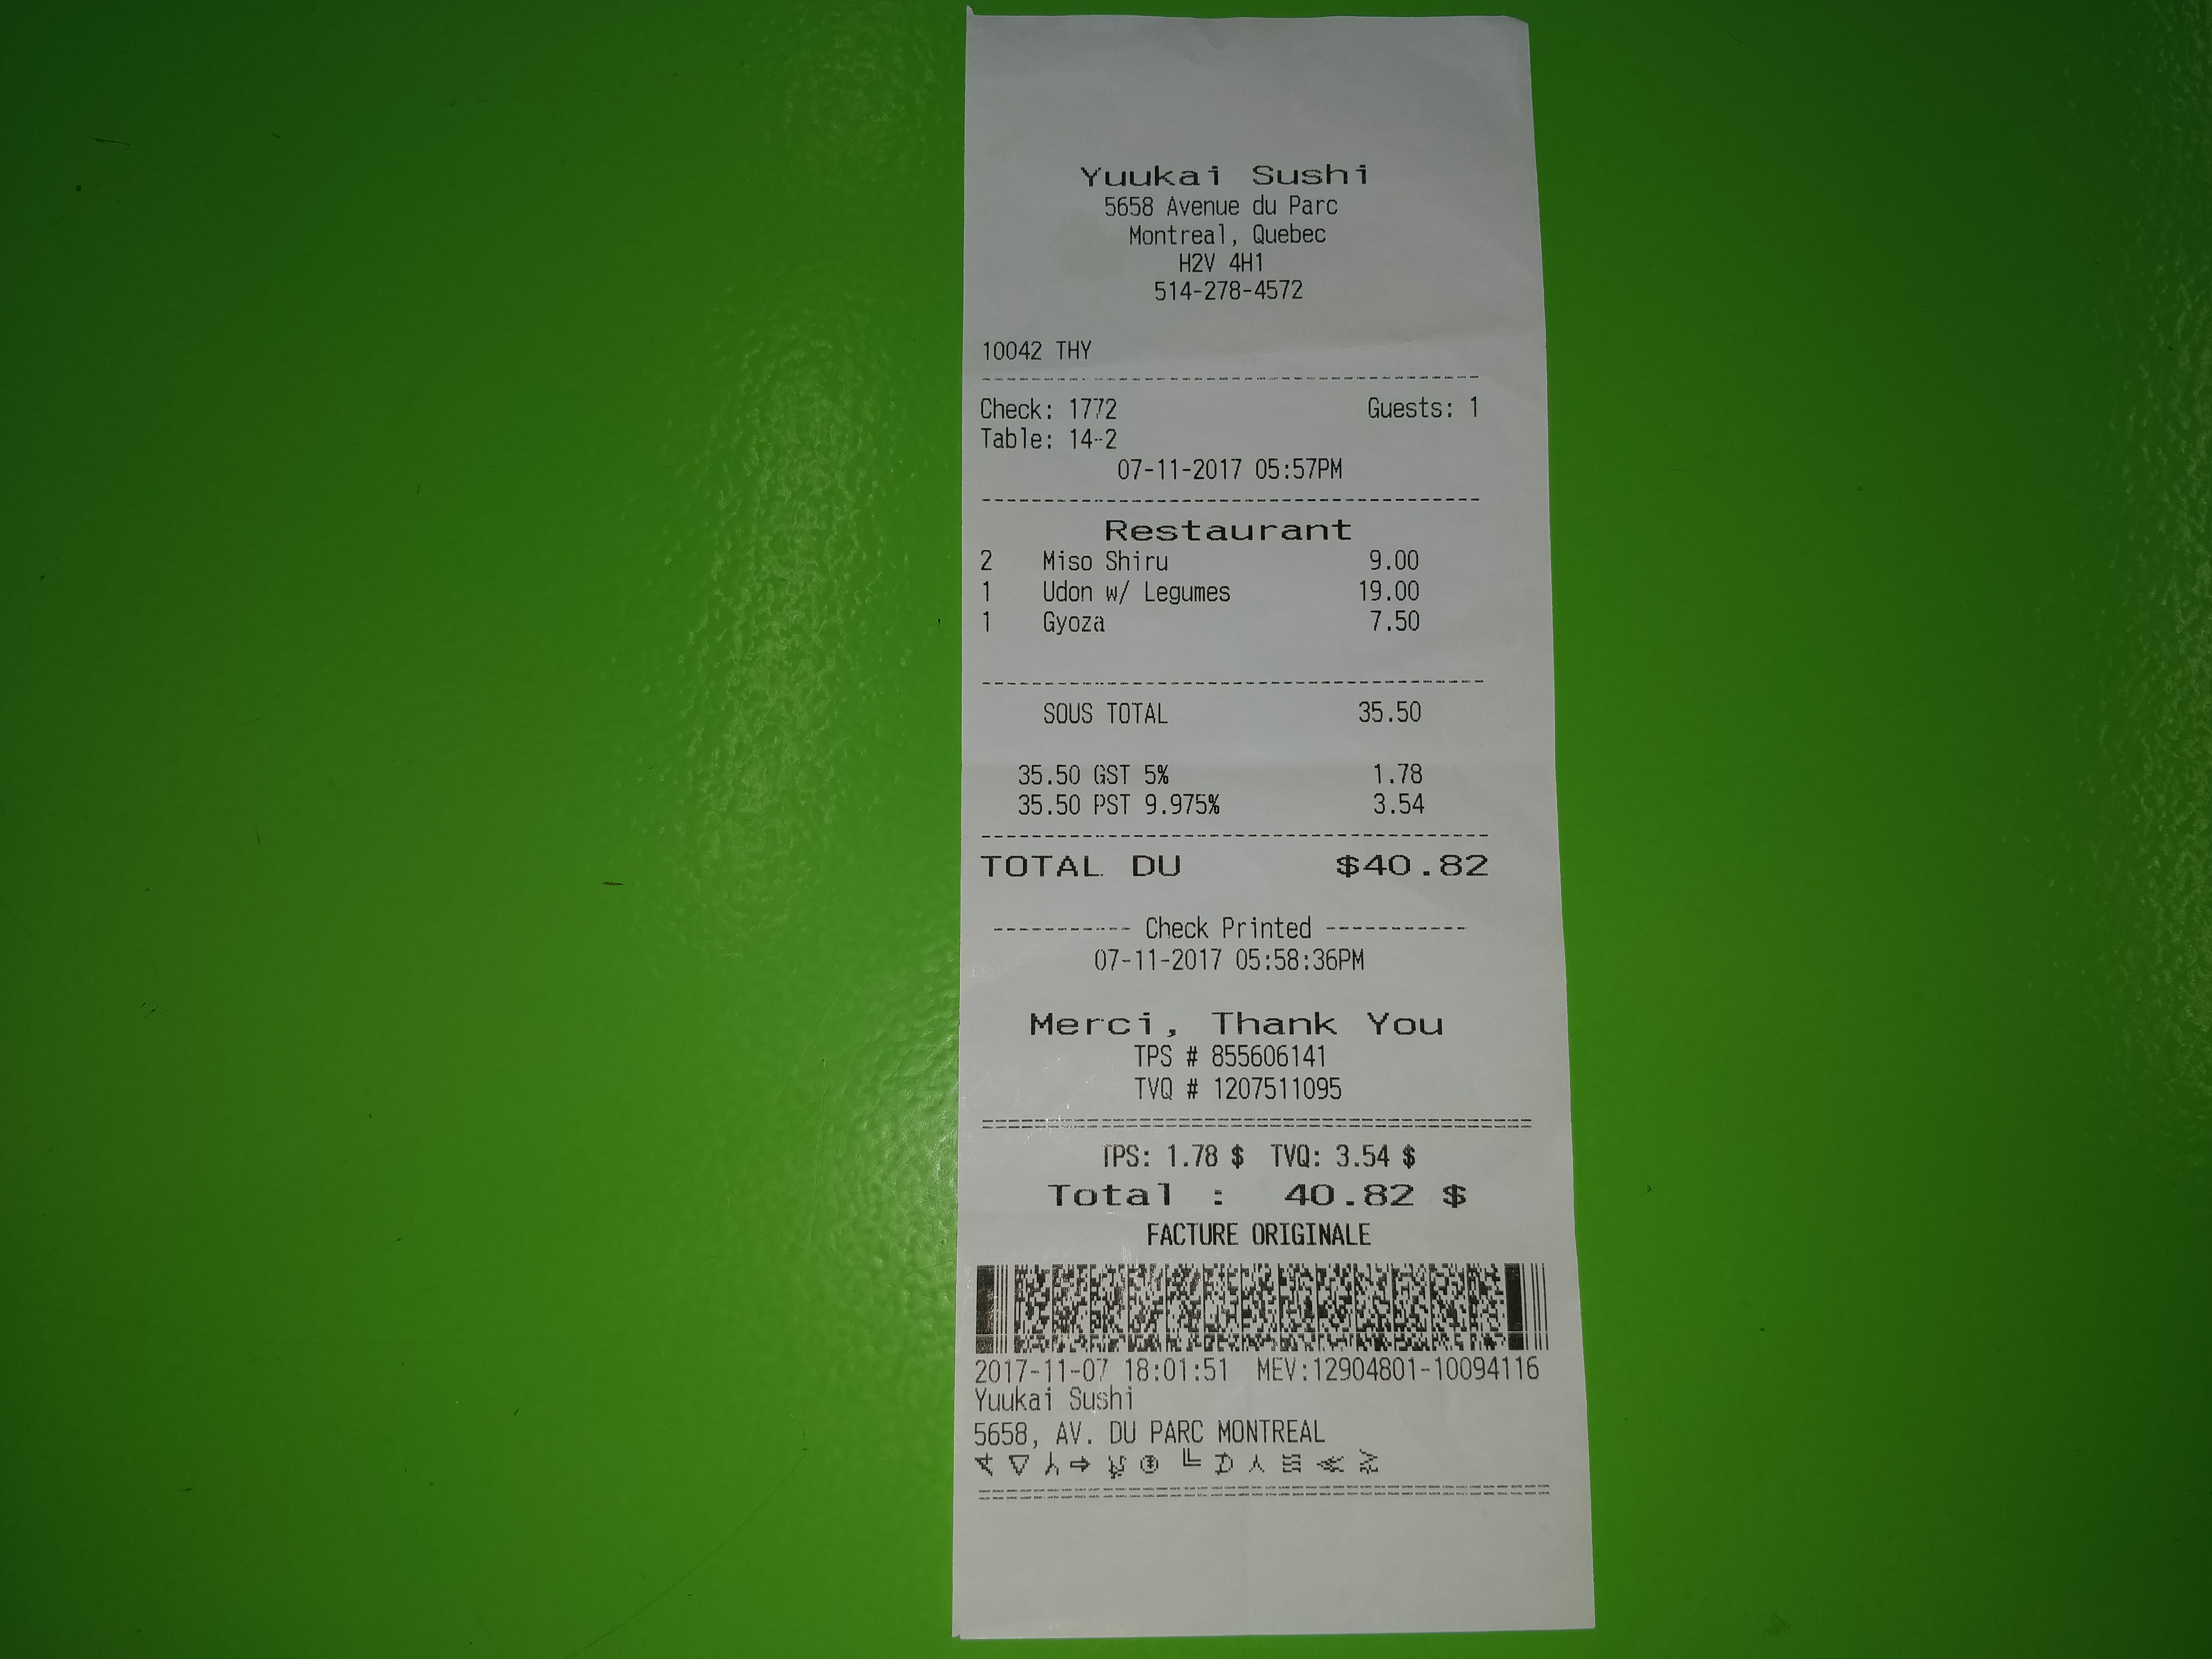 Yuukai Sushi
5658 Avenue du Parc
Montreal, Quebec
H2V 4H1
514-278-4572
10042 THY
Check: 1772 Guests: 1
Table: 14-2
07-11-2017 05:57PM
Restaurant
2 Miso Shiru 9.00
1 Udon w/ Legumes 19.00
1 Gyoza 7.50
SOUS TOTAL 35.50
35.50 GST 5% 1.78
35.50 PST 9.975% 3.54
TOTAL DU $40.82
----------- Check Printed -----------
07-11-2017 05:58:36PM
Merci, Thank You
TPS # 855606141
TVQ # 1207511095
TPS: 1.78 $ TVQ: 3.54 $
Total : 40.82 $
FACTURE ORIGINALE
2017-11-07 18:01:51 MEV:12904801-10094116
Yuukai Sushi
5658, AV. DU PARC MONTREAL